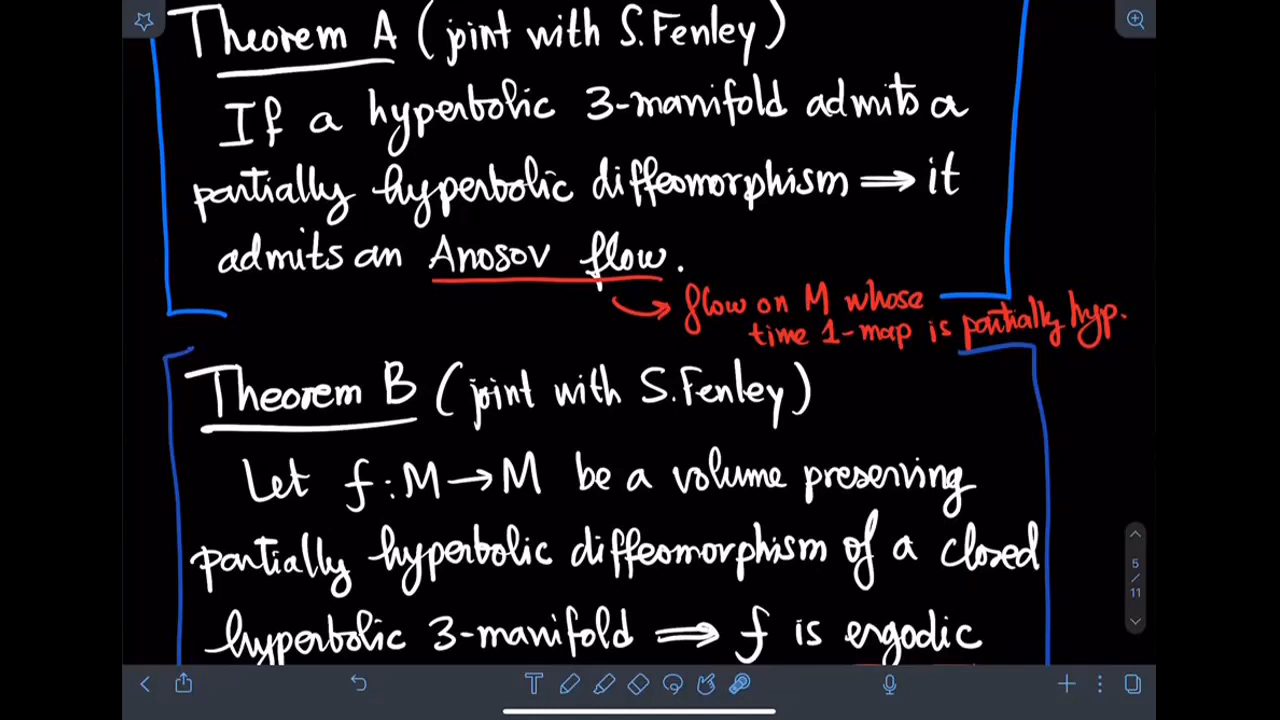 Theorem A (joint with S. Fenley)
If a hyperbolic 3-manifold admits a
partially hyperbolic diffeomorphism ⟹ it
admits an Anosov flow.
→ flow on M whose
time 1-map is partially hyp.
Theorem B (joint with S. Fenley)
Let f : M → M be a volume preserving
partially hyperbolic diffeomorphism of a closed
hyperbolic 3-manifold ⟹ f is ergodic
5
/
11